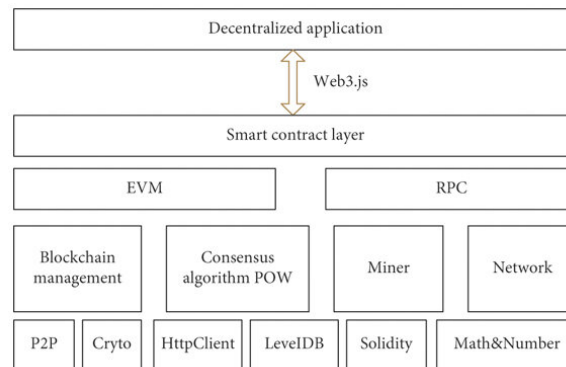 Decentralized application
Web3.js
Smart contract layer
EVM
RPC
Blockchain
management
Consensus
algorithm POW
Miner
Network
P2P
Cryto
HttpClient
LevelDB
Solidity
Math&Number